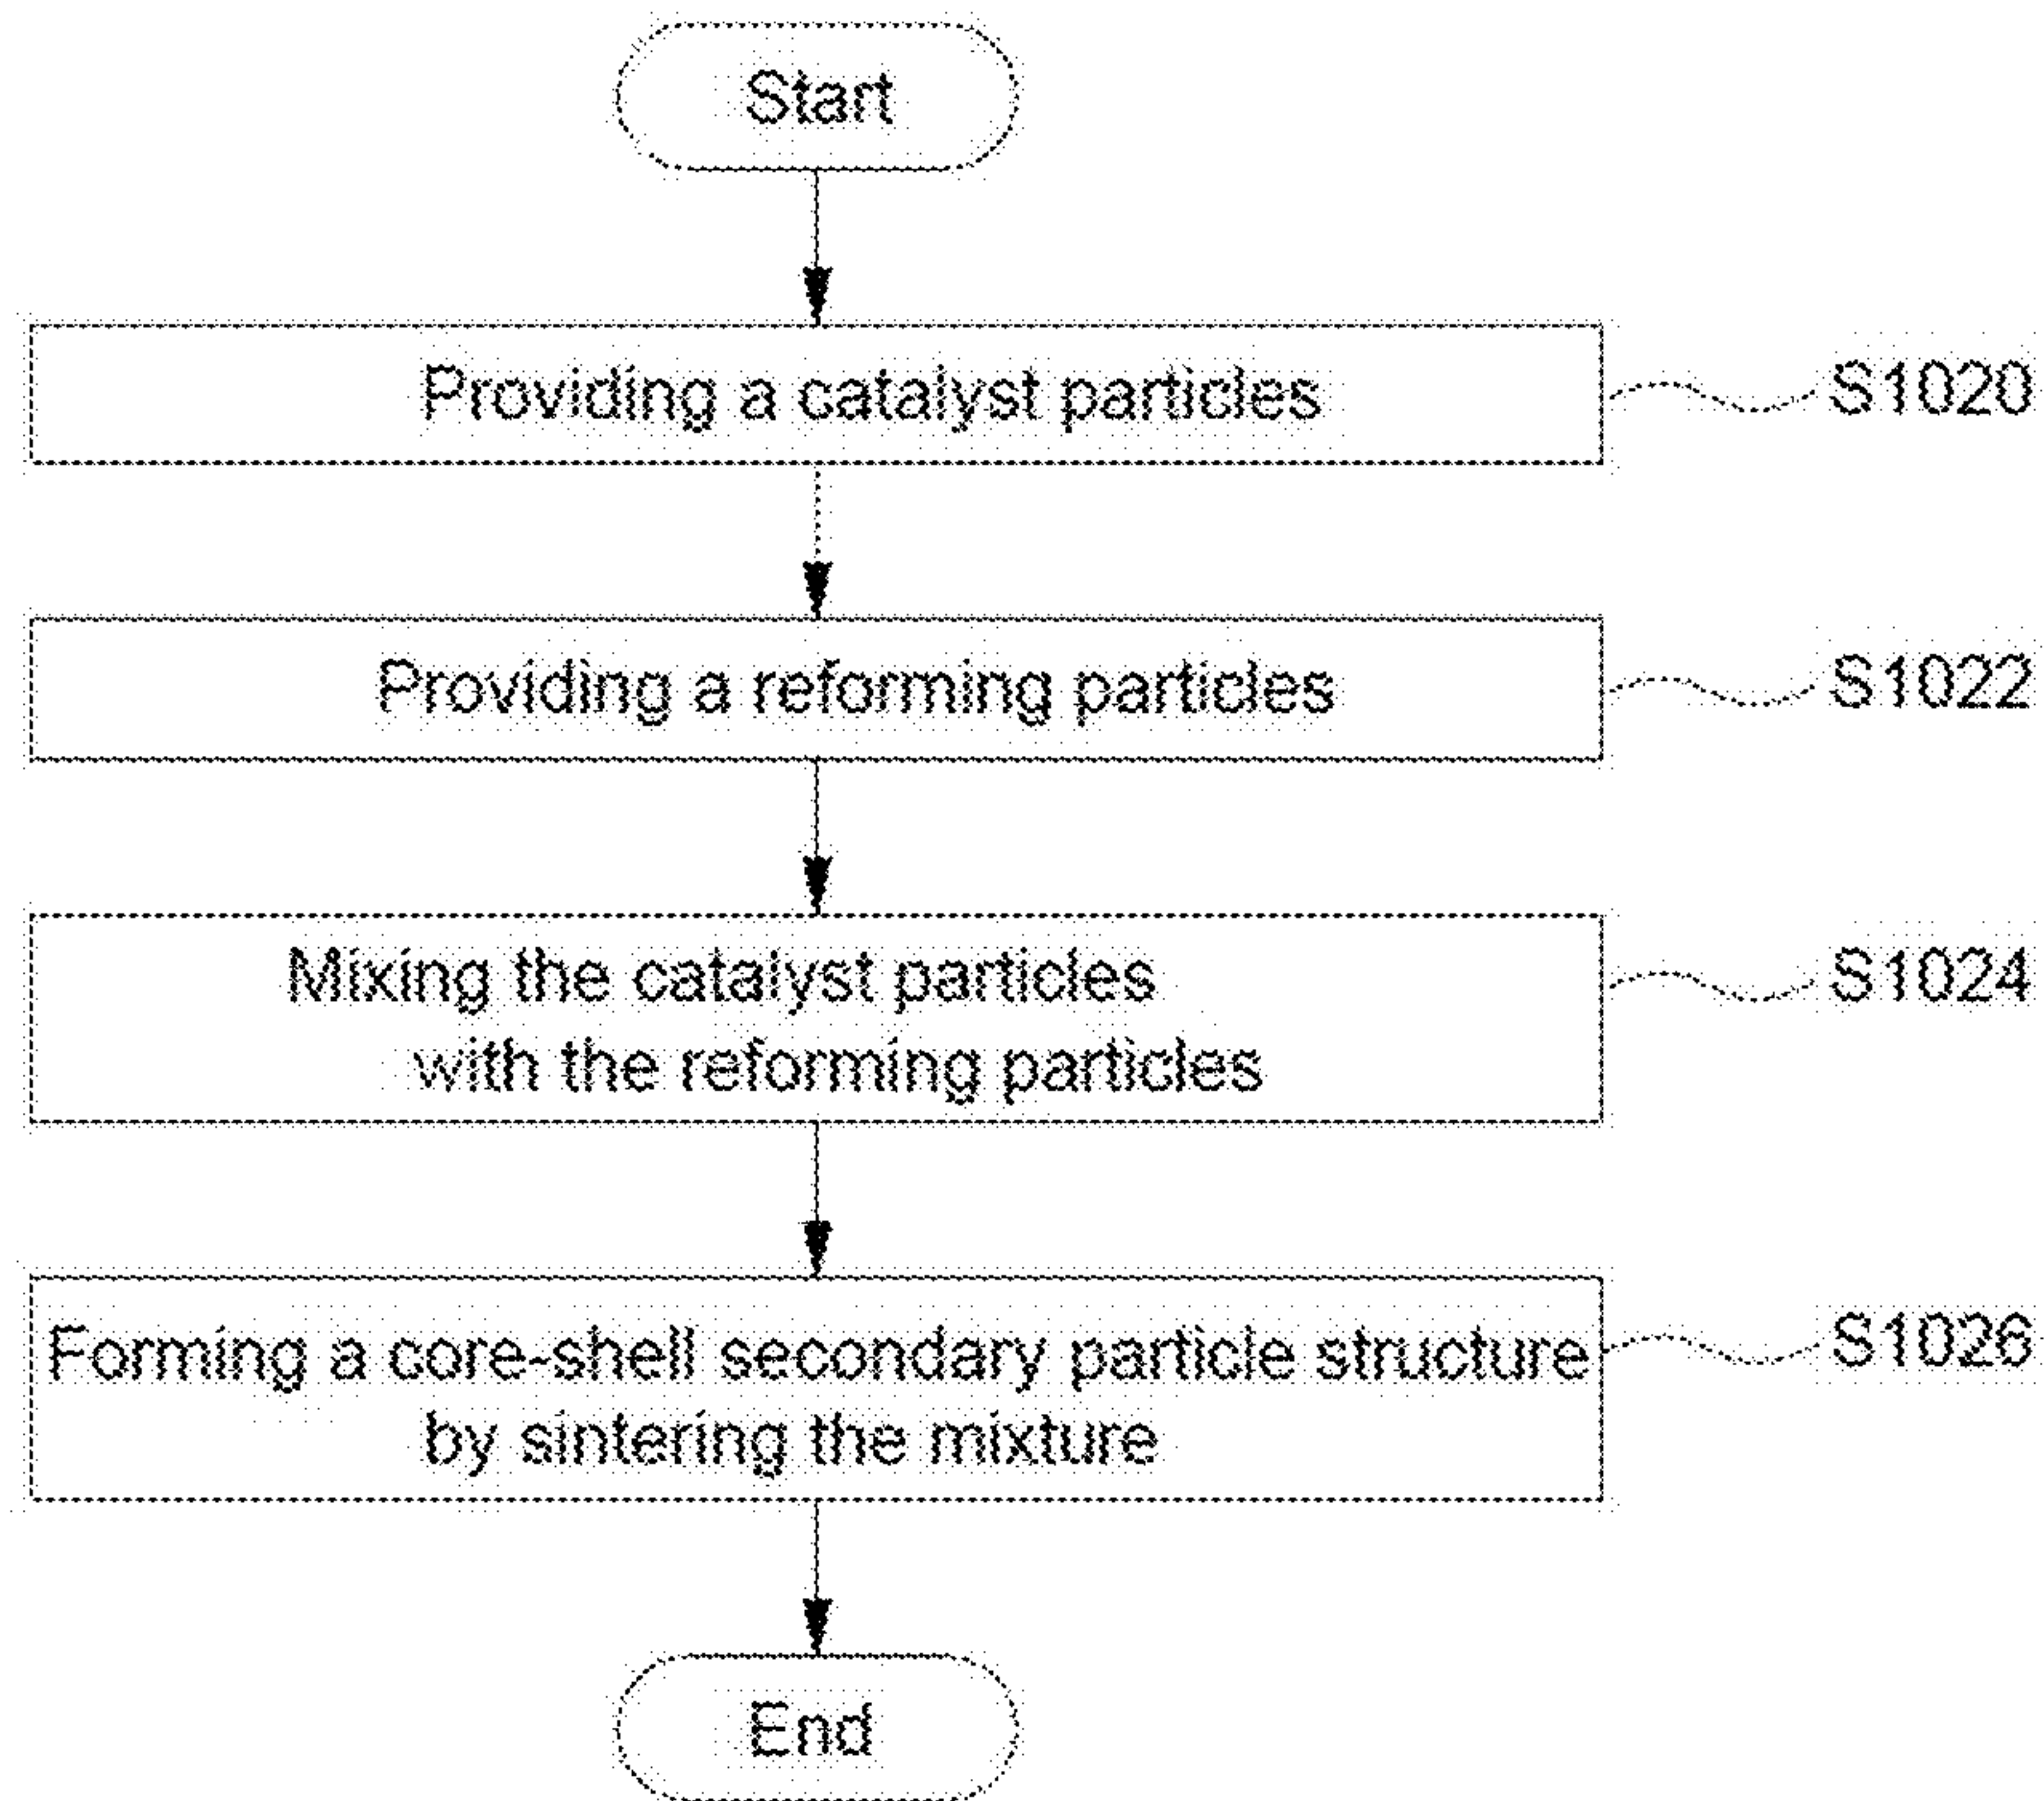 Start
Providing a catalyst particles
S1020
Providing a reforming particles
S1022
Mixing the catalyst particles
with the reforming particles
S1024
Forming a core-shell secondary particle structure
by sintering the mixture
S1026
End